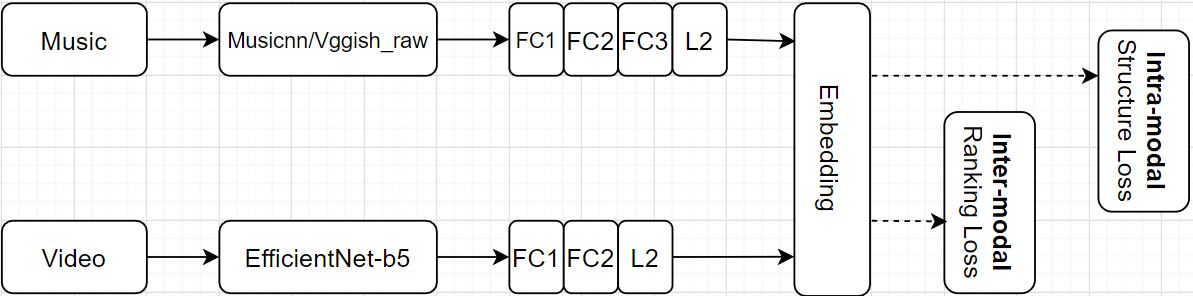 Music
Musicnn/Vggish_raw
FC1
FC2
FC3
L2
Embedding
Intra-modal
Structure Loss
Inter-modal
Ranking Loss
Video
EfficientNet-b5
FC1
FC2
L2